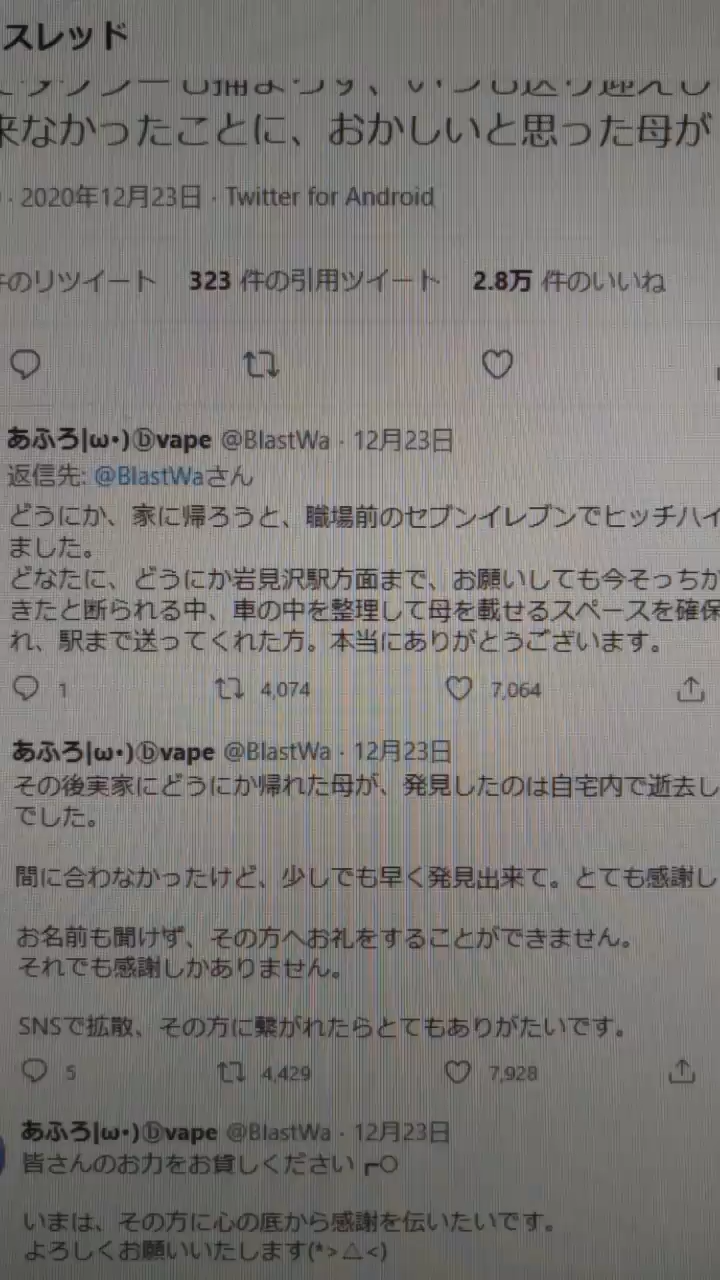 スレッド
来なかったことに、おかしいと思った母が
· 2020年12月23日 · Twitter for Android
件のリツイート 323 件の引用ツイート 2.8万 件のいいね
あふろ|ω•)ⓑvape @BlastWa · 12月23日
返信先: @BlastWaさん
どうにか、家に帰ろうと、職場前のセブンイレブンでヒッチハイ
ました。
どなたに、どうにか岩見沢駅方面まで、お願いしても今そっちか
きたと断られる中、車の中を整理して母を載せるスペースを確保
れ、駅まで送ってくれた方。本当にありがとうございます。
1 4,074 7,064
あふろ|ω•)ⓑvape @BlastWa · 12月23日
その後実家にどうにか帰れた母が、発見したのは自宅内で逝去し
でした。
間に合わなかったけど、少しでも早く発見出来て。とても感謝し
お名前も聞けず、その方へお礼をすることができません。
それでも感謝しかありません。
SNSで拡散、その方に繋がれたらとてもありがたいです。
5 4,429 7,928
あふろ|ω•)ⓑvape @BlastWa · 12月23日
皆さんのお力をお貸しください┏○
いまは、その方に心の底から感謝を伝いたいです。
よろしくお願いいたします(*>△<)